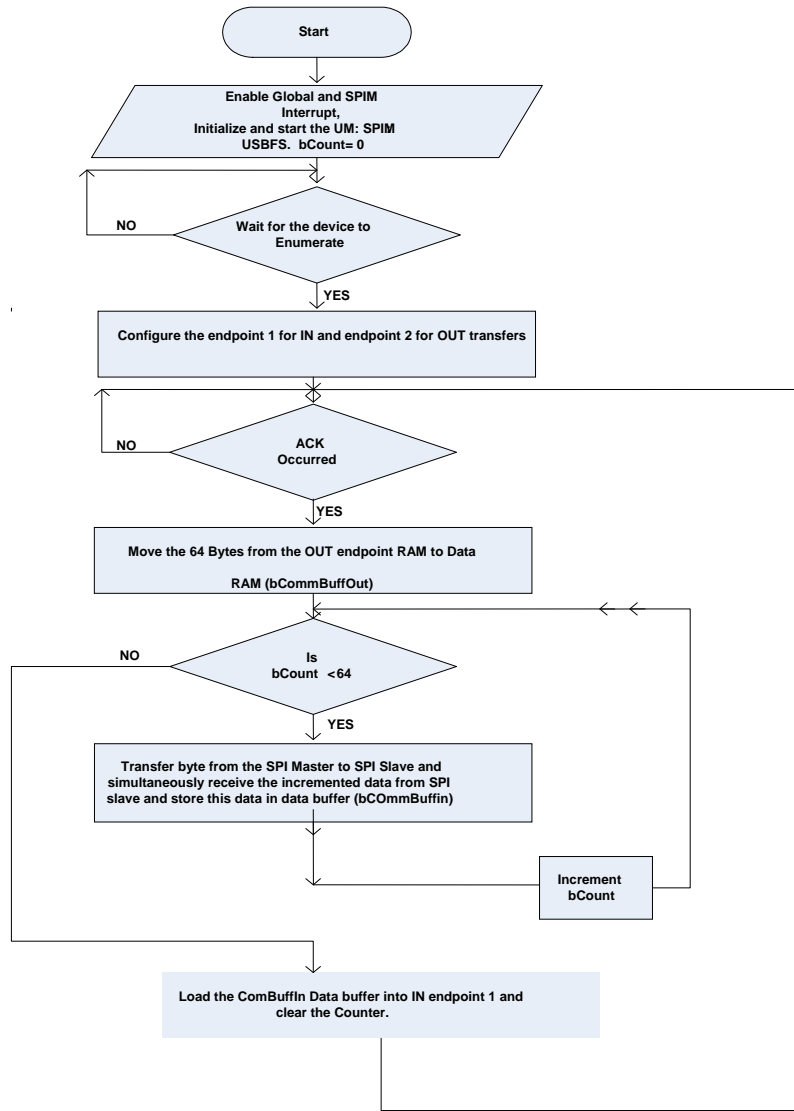 Start
Enable Global and SPIM
Interrupt,
Initialize and start the UM: SPIM
USBFS. bCount= 0
Wait for the device to
Enumerate
NO
YES
Configure the endpoint 1 for IN and endpoint 2 for OUT transfers
ACK
Occurred
NO
YES
Move the 64 Bytes from the OUT endpoint RAM to Data
RAM (bCommBuffOut)
NO
Is
bCount <64
YES
Transfer byte from the SPI Master to SPI Slave and
simultaneously receive the incremented data from SPI
slave and store this data in data buffer (bCOmmBuffin)
Increment
bCount
Load the ComBuffIn Data buffer into IN endpoint 1 and
clear the Counter.